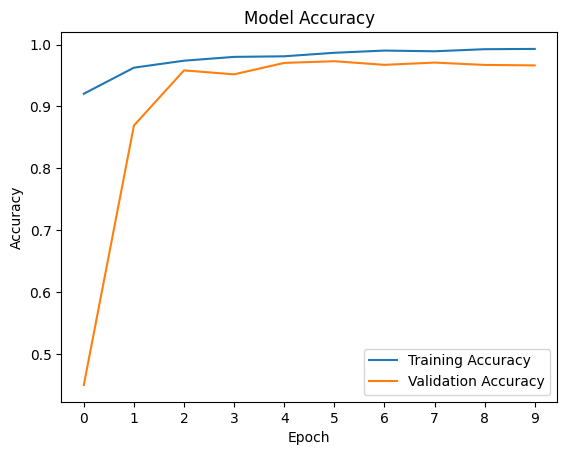 Model Accuracy
1.0
0.9
0.8
0.7
0.6
0.5
Accuracy
Training Accuracy
Validation Accuracy
0 1 2 3 4 5 6 7 8 9
Epoch